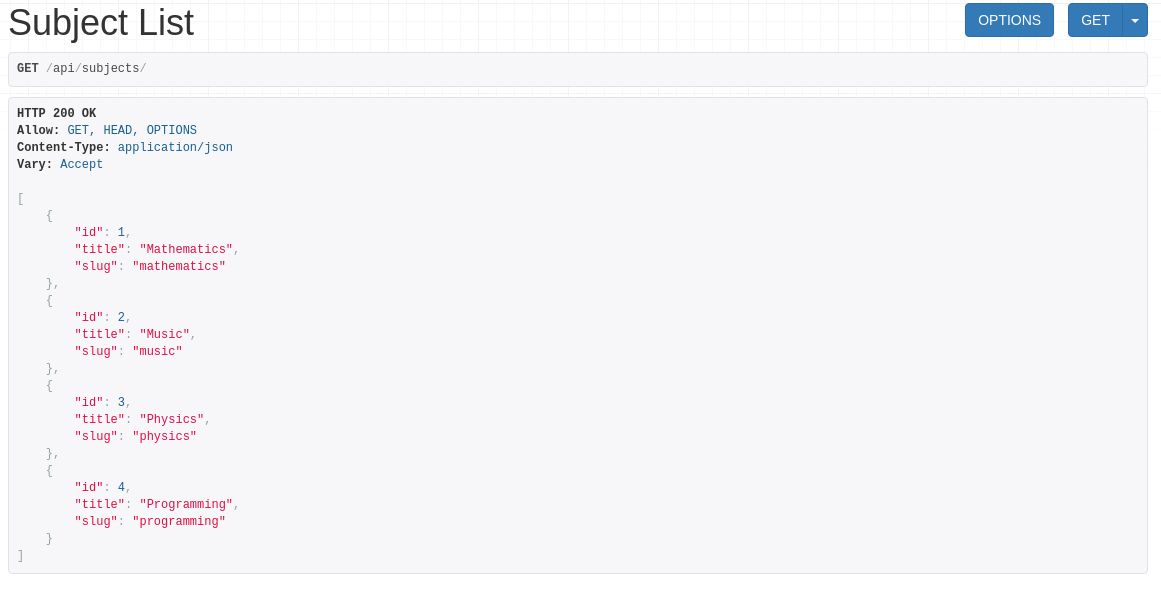 Subject List
OPTIONS
GET
GET /api/subjects/
HTTP 200 OK
Allow: GET, HEAD, OPTIONS
Content-Type: application/json
Vary: Accept
[
    {
        "id": 1,
        "title": "Mathematics",
        "slug": "mathematics"
    },
    {
        "id": 2,
        "title": "Music",
        "slug": "music"
    },
    {
        "id": 3,
        "title": "Physics",
        "slug": "physics"
    },
    {
        "id": 4,
        "title": "Programming",
        "slug": "programming"
    }
]